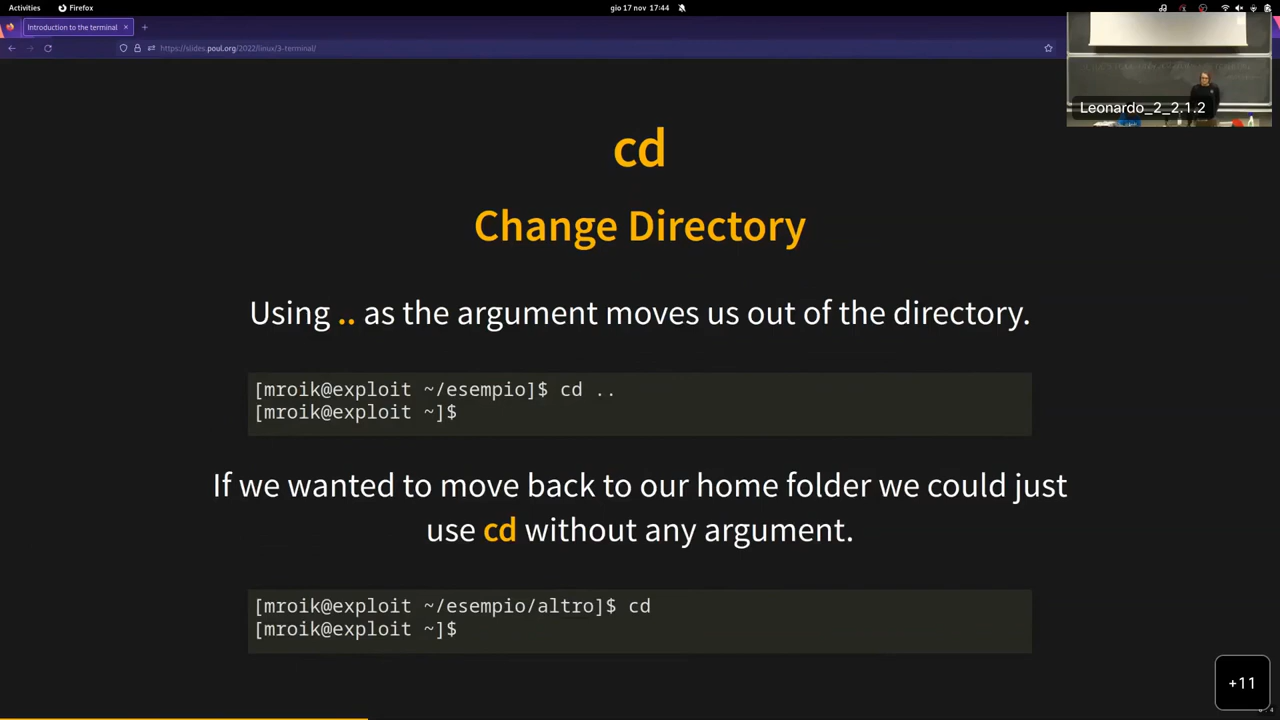 Activities
Firefox
gio 17 nov 17:44
Introduction to the terminal
https://slides.poul.org/2022/linux/3-terminal/
Leonardo_2_2.1.2
cd
Change Directory
Using .. as the argument moves us out of the directory.
[mroik@exploit ~/esempio]$ cd ..
[mroik@exploit ~]$
If we wanted to move back to our home folder we could just
use cd without any argument.
[mroik@exploit ~/esempio/altro]$ cd
[mroik@exploit ~]$
+11